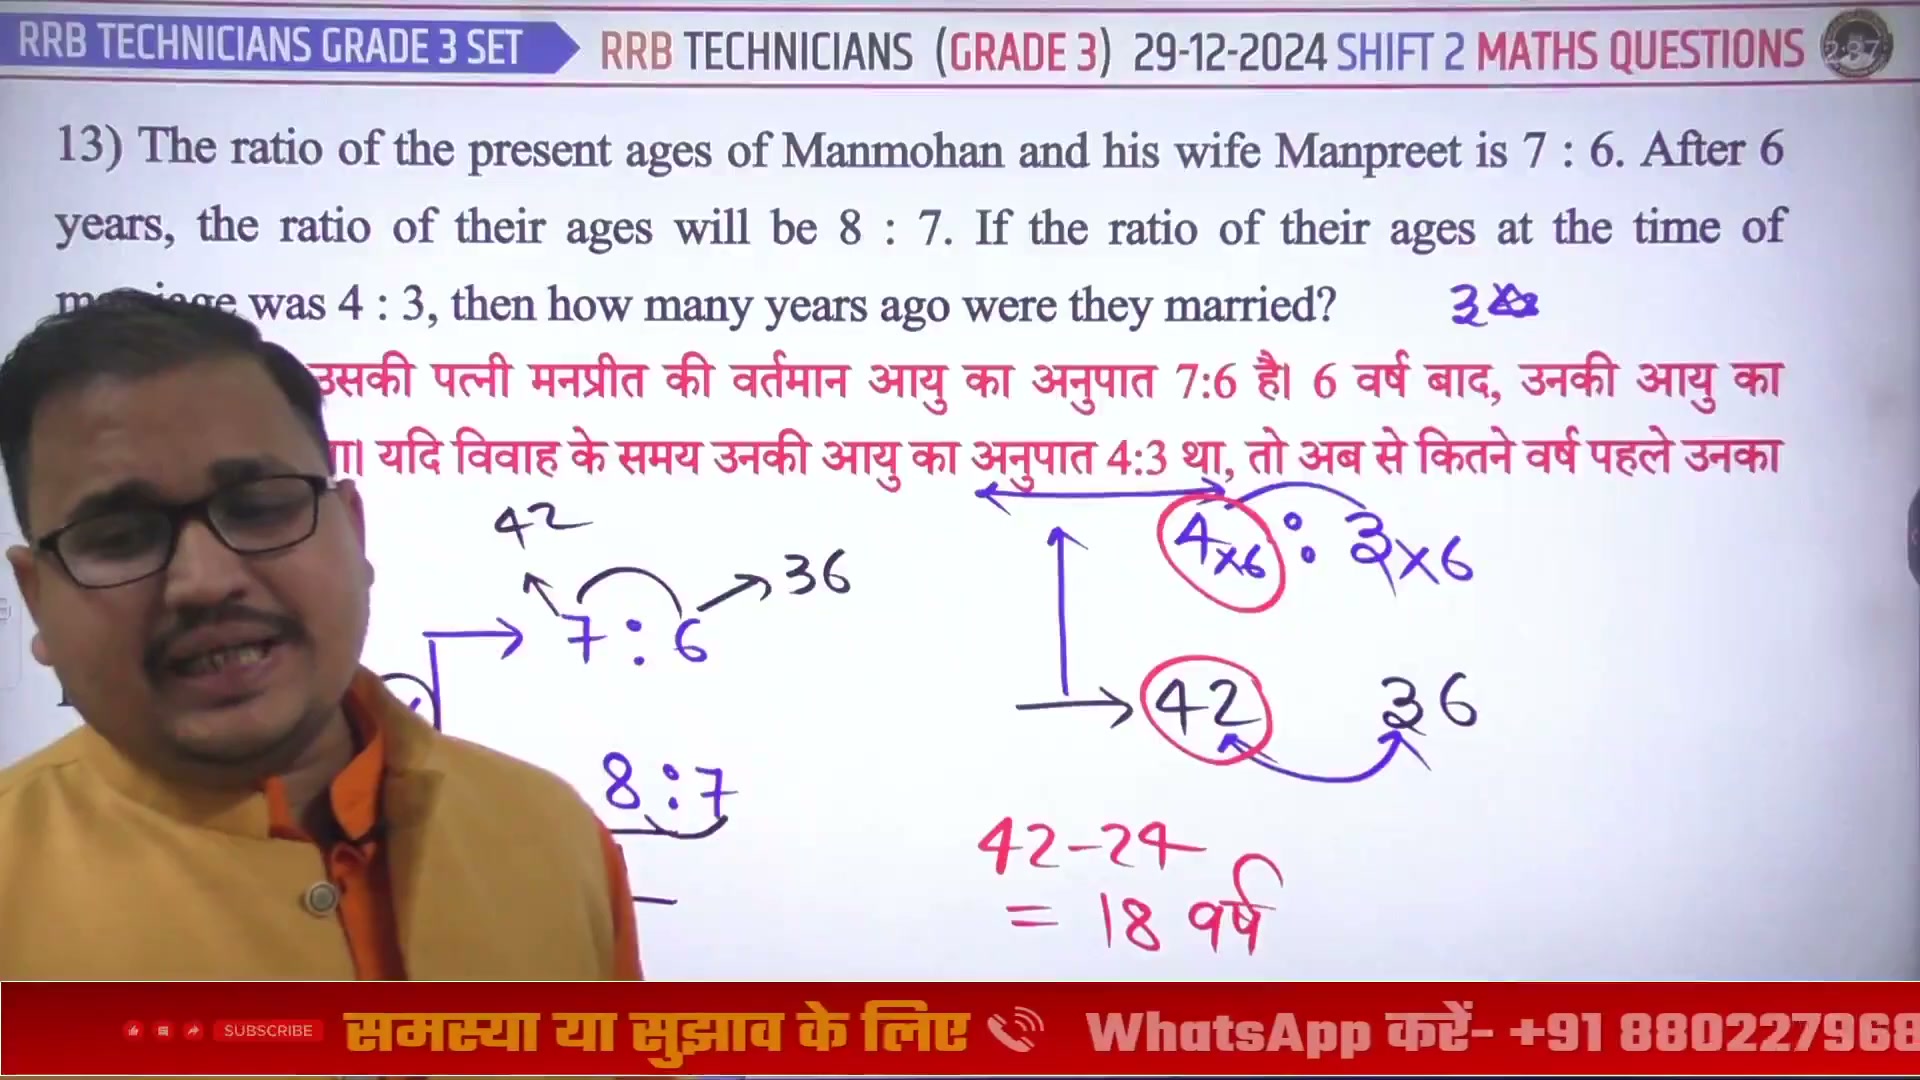 RRB TECHNICIANS GRADE 3 SET
RRB TECHNICIANS (GRADE 3) 29-12-2024 SHIFT 2 MATHS QUESTIONS
13) The ratio of the present ages of Manmohan and his wife Manpreet is 7 : 6. After 6
years, the ratio of their ages will be 8 : 7. If the ratio of their ages at the time of
was 4 : 3, then how many years ago were they married?
उसकी पत्नी मनप्रीत की वर्तमान आयु का अनुपात 7:6 है। 6 वर्ष बाद, उनकी आयु का
यदि विवाह के समय उनकी आयु का अनुपात 4:3 था, तो अब से कितने वर्ष पहले उनका
42
36
7 : 6
8 : 7
4x6 : 3x6
42 36
42-24
= 18 वर्ष
SUBSCRIBE
समस्या या सुझाव के लिए WhatsApp करें- +91 880227968